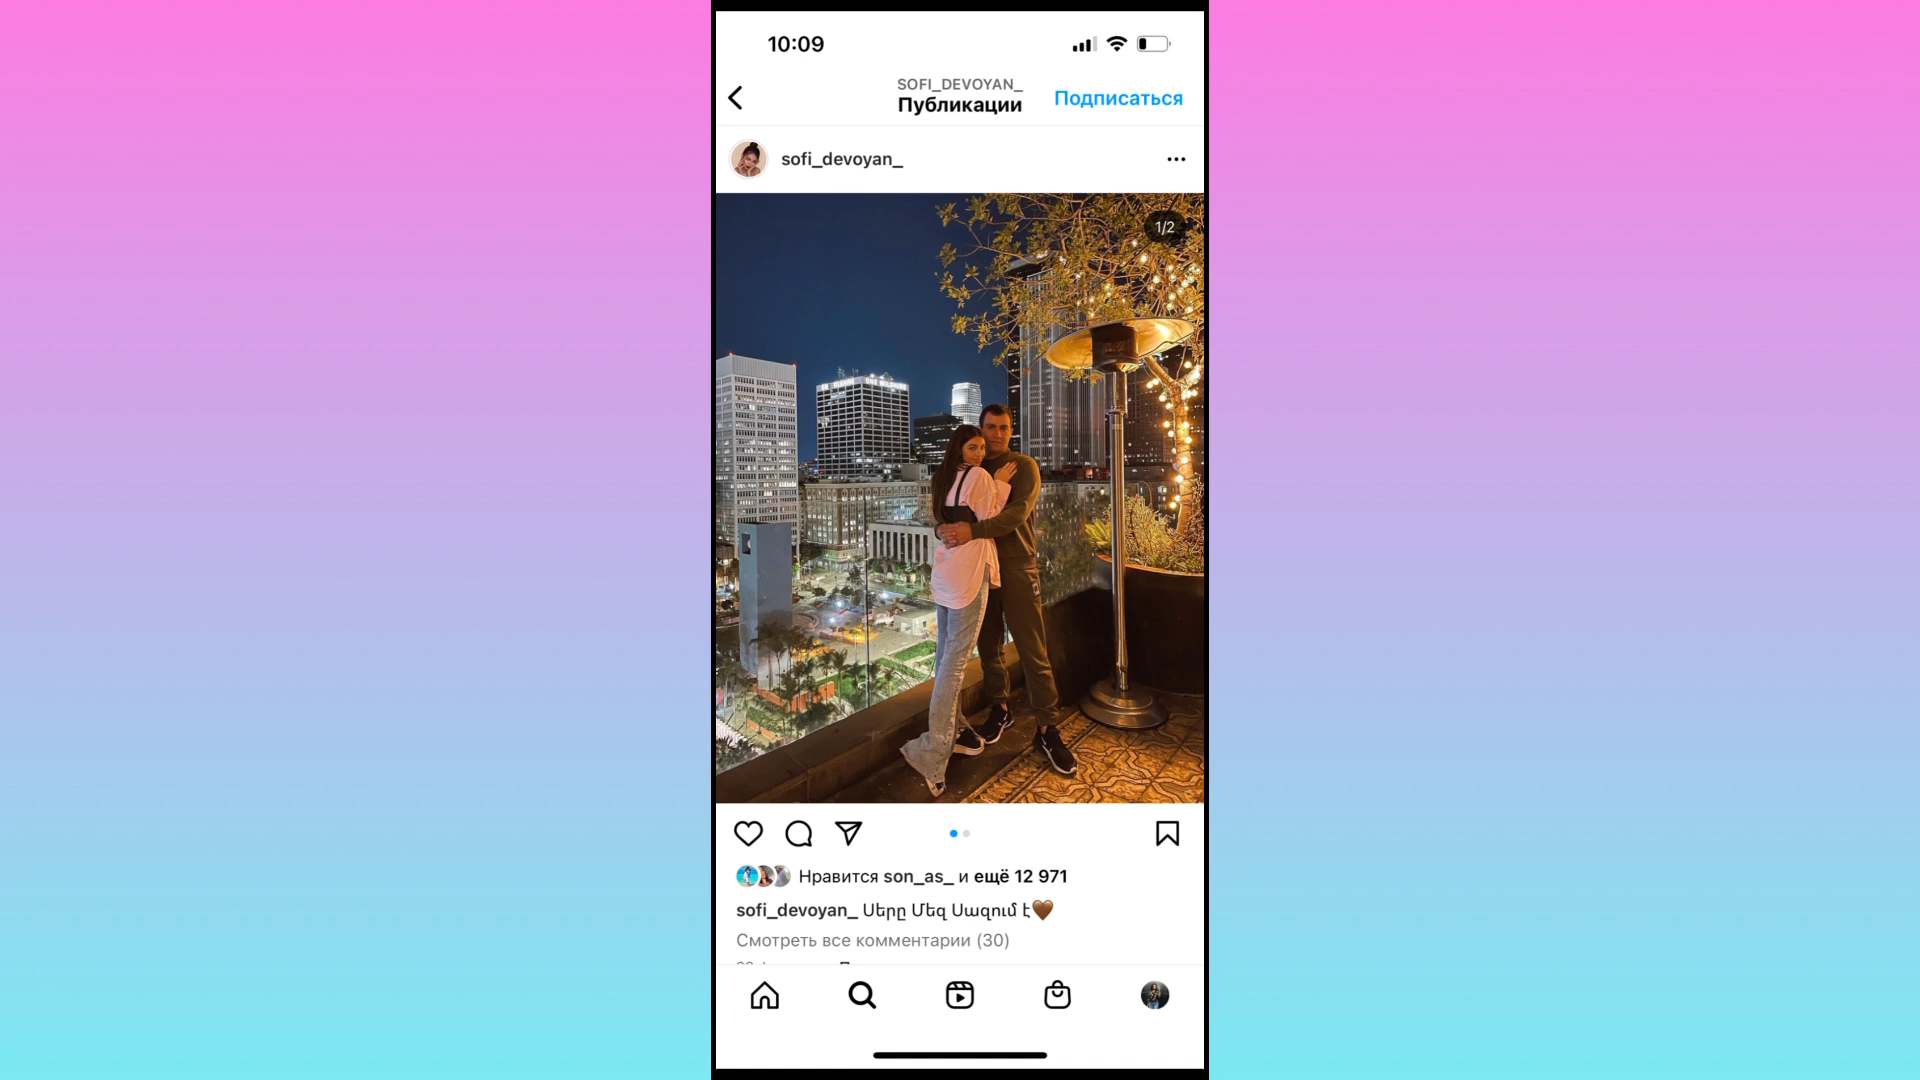 10:09
SOFI_DEVOYAN_
Публикации
Подписаться
sofi_devoyan_
1/2
Нравится son_as_ и ещё 12 971
sofi_devoyan_ Սերը Մեզ Սազում է🤎
Смотреть все комментарии (30)